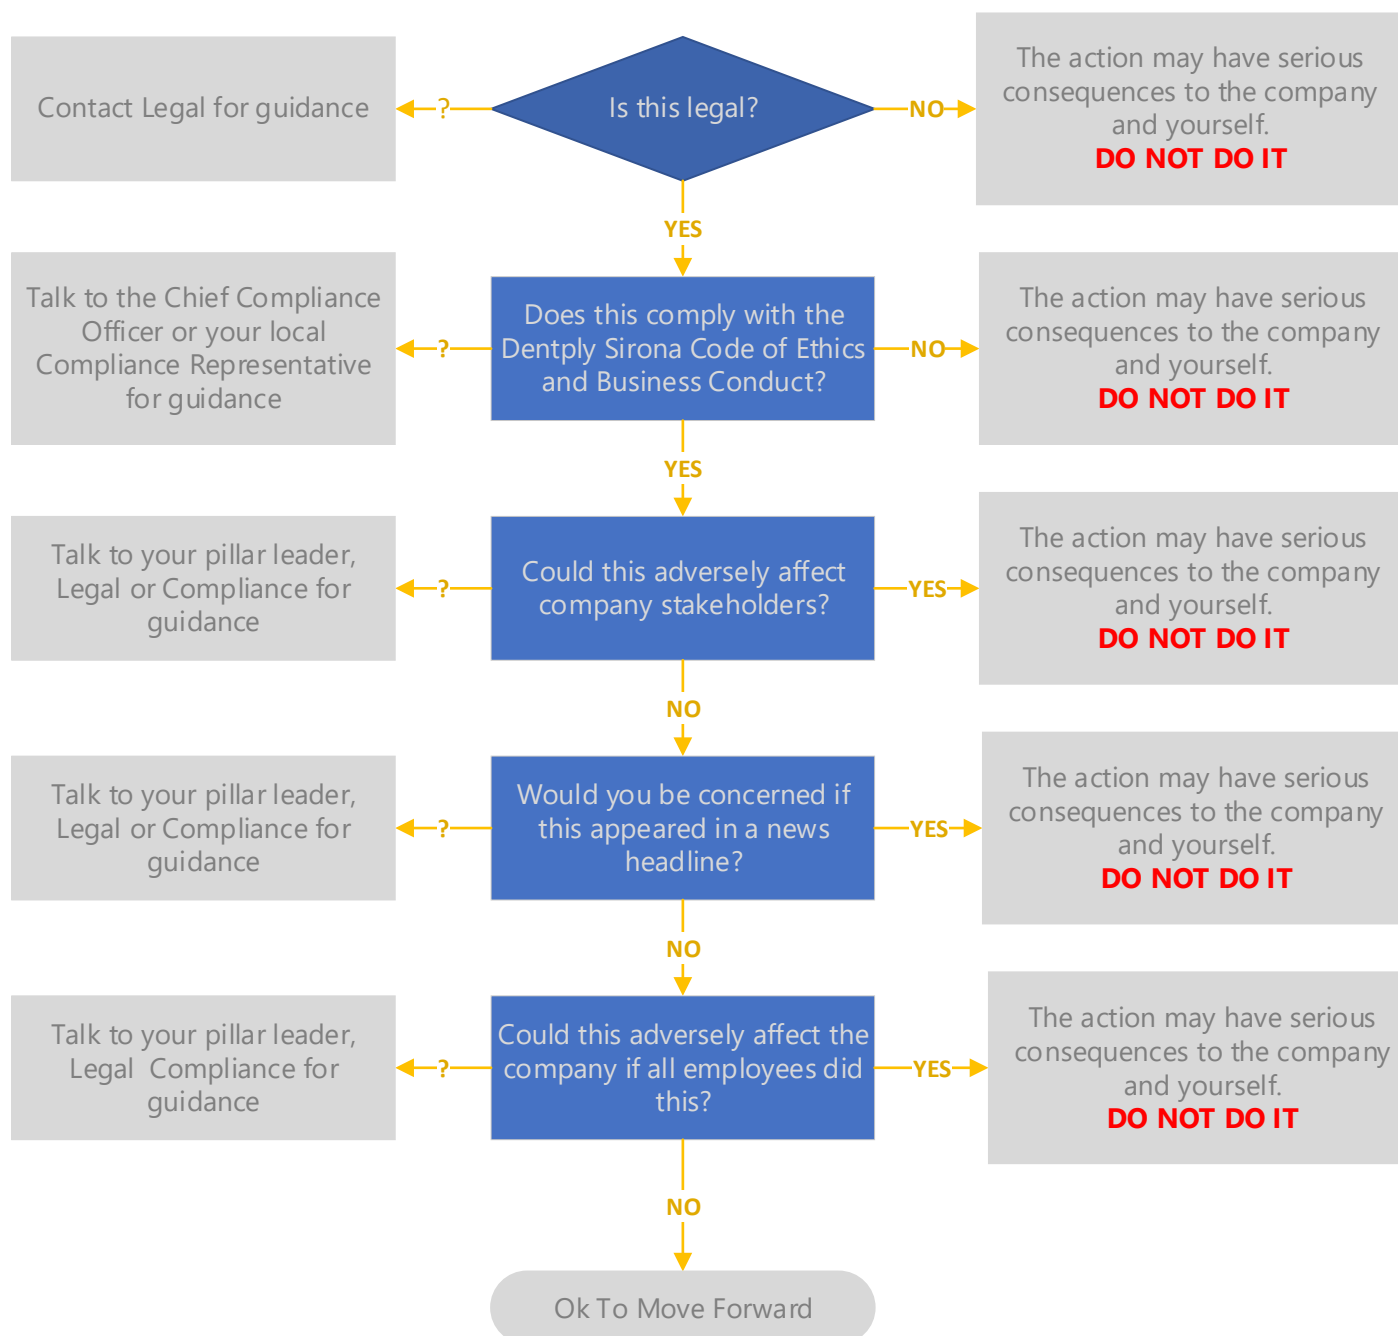 Contact Legal for guidance
?
Is this legal?
NO
The action may have serious
consequences to the company
and yourself.
DO NOT DO IT
YES
Talk to the Chief Compliance
Officer or your local
Compliance Representative
for guidance
?
Does this comply with the
Dentply Sirona Code of Ethics
and Business Conduct?
NO
The action may have serious
consequences to the company
and yourself.
DO NOT DO IT
YES
Talk to your pillar leader,
Legal or Compliance for
guidance
?
Could this adversely affect
company stakeholders?
YES
The action may have serious
consequences to the company
and yourself.
DO NOT DO IT
NO
Talk to your pillar leader,
Legal or Compliance for
guidance
?
Would you be concerned if
this appeared in a news
headline?
YES
The action may have serious
consequences to the company
and yourself.
DO NOT DO IT
NO
Talk to your pillar leader,
Legal  Compliance for
guidance
?
Could this adversely affect the
company if all employees did
this?
YES
The action may have serious
consequences to the company
and yourself.
DO NOT DO IT
NO
Ok To Move Forward